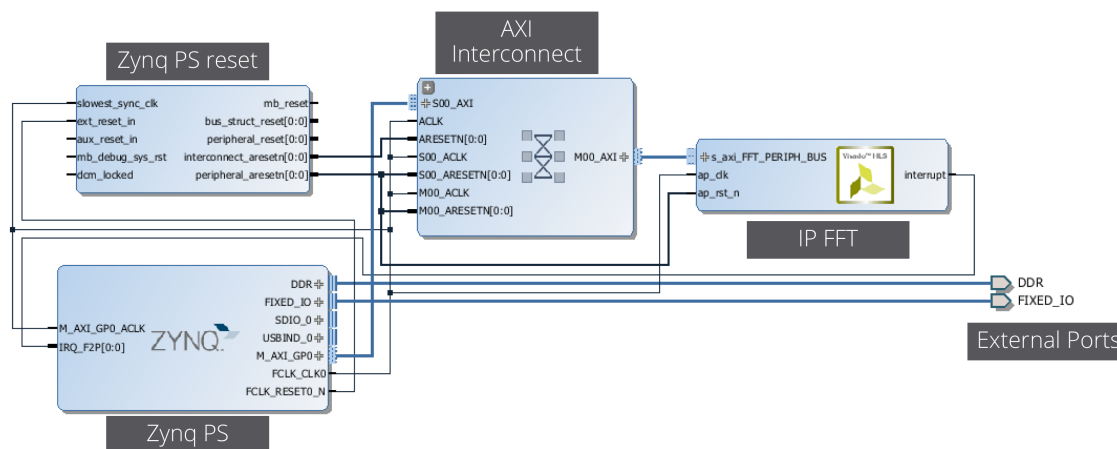 AXI
Interconnect
Zynq PS reset
slowest_sync_clk
ext_reset_in
aux_reset_in
mb_debug_sys_rst
dcm_locked
mb_reset
bus_struct_reset[0:0]
peripheral_reset[0:0]
interconnect_aresetn[0:0]
peripheral_aresetn[0:0]
S00_AXI
ACLK
ARESETN[0:0]
S00_ACLK
S00_ARESETN[0:0]
M00_ACLK
M00_ARESETN[0:0]
M00_AXI
s_axi_FFT_PERIPH_BUS
ap_clk
ap_rst_n
Vivado™ HLS
interrupt
IP FFT
M_AXI_GP0_ACLK
IRQ_F2P[0:0]
ZYNQ
DDR
FIXED_IO
SDIO_0
USBIND_0
M_AXI_GP0
FCLK_CLK0
FCLK_RESET0_N
Zynq PS
DDR
FIXED_IO
External Ports